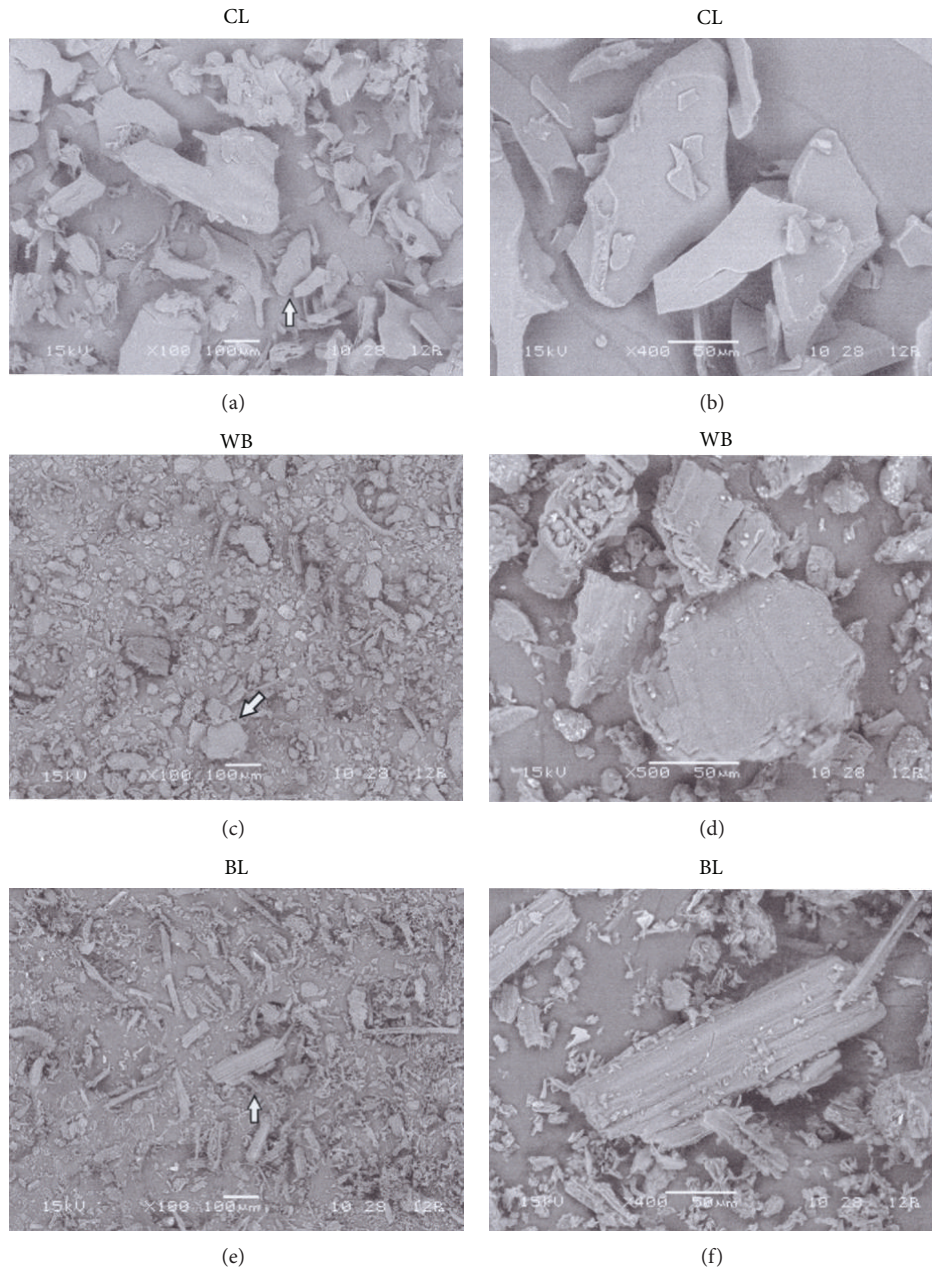 CL CL
15kV X100 100μm 10 28 12R
15kV X400 50μm 10 28 12R
(a) (b)
WB WB
15kV X100 100μm 10 28 12R
15kV X500 50μm 10 28 12R
(c) (d)
BL BL
15kV X100 100μm 10 28 12R
15kV X400 50μm 10 28 12R
(e) (f)